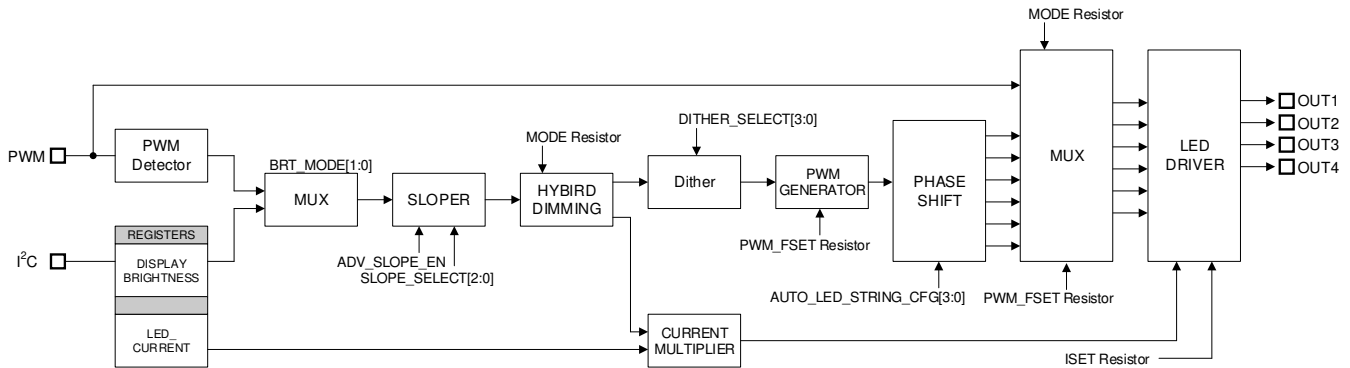 MODE Resistor
PWM
PWM
Detector
BRT_MODE[1:0]
MUX
SLOPER
ADV_SLOPE_EN
SLOPE_SELECT[2:0]
MODE Resistor
HYBIRD
DIMMING
DITHER_SELECT[3:0]
Dither
PWM
GENERATOR
PWM_FSET Resistor
PHASE
SHIFT
AUTO_LED_STRING_CFG[3:0]
MUX
PWM_FSET Resistor
LED
DRIVER
OUT1
OUT2
OUT3
OUT4
I²C
REGISTERS
DISPLAY
BRIGHTNESS
LED_
CURRENT
CURRENT
MULTIPLIER
ISET Resistor